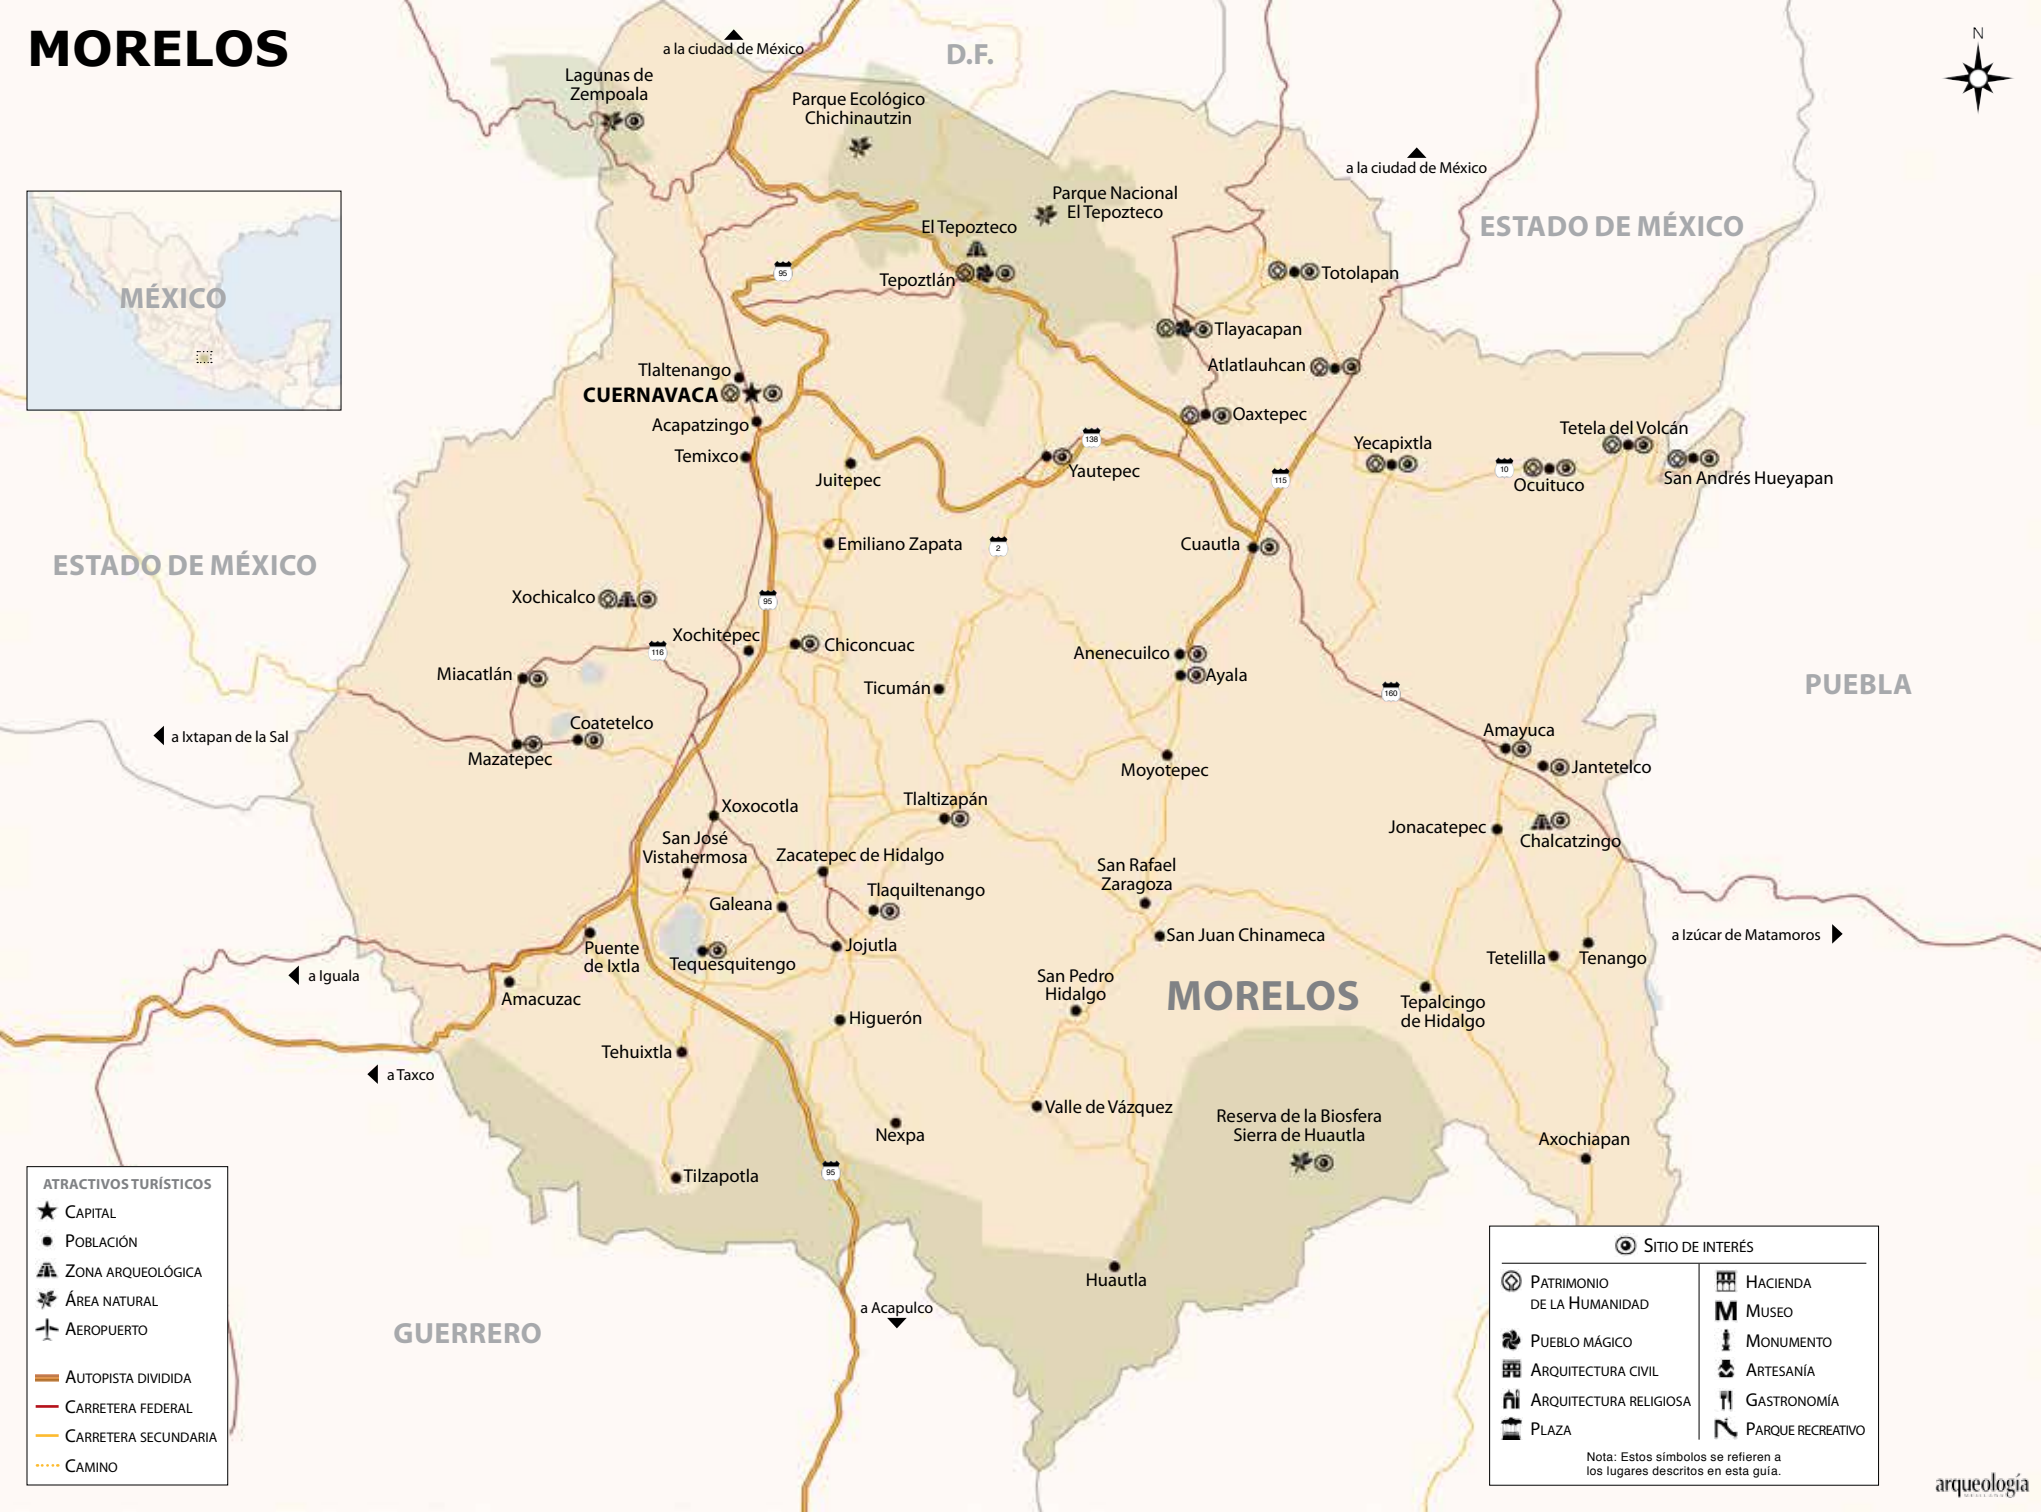 MORELOS
a la ciudad de México
D.F.
N
Lagunas de
Zempoala
Parque Ecológico
Chichinautzin
a la ciudad de México
Parque Nacional
El Tepozteco
ESTADO DE MÉXICO
El Tepozteco
MÉXICO
95
Tepoztlán
Totolapan
Tlayacapan
Atlatlauhcan
Tlaltenango
CUERNAVACA
Acapatzingo
Oaxtepec
Temixco
138
Yecapixtla
Tetela del Volcán
Juitepec
Yautepec
115
10
Ocuituco
San Andrés Hueyapan
Emiliano Zapata
2
Cuautla
ESTADO DE MÉXICO
Xochicalco
95
Xochitepec
116
Chiconcuac
Anenecuilco
Miacatlán
Ticumán
Ayala
160
PUEBLA
a Ixtapan de la Sal
Coatetelco
Mazatepec
Amayuca
Moyotepec
Jantetelco
Xoxocotla
Tlaltizapán
Jonacatepec
Chalcatzingo
San José
Vistahermosa
Zacatepec de Hidalgo
San Rafael
Zaragoza
Tlaquiltenango
Galeana
Jojutla
San Juan Chinameca
a Izúcar de Matamoros
Puente
de Ixtla
Tequesquitengo
Tetelilla
Tenango
a Iguala
San Pedro
Hidalgo
MORELOS
Amacuzac
Tepalcingo
de Hidalgo
Higuerón
Tehuixtla
a Taxco
Valle de Vázquez
Reserva de la Biosfera
Sierra de Huautla
Nexpa
Axochiapan
Tilzapotla
95
Huautla
a Acapulco
GUERRERO
ATRACTIVOS TURÍSTICOS
CAPITAL
POBLACIÓN
ZONA ARQUEOLÓGICA
ÁREA NATURAL
AEROPUERTO
AUTOPISTA DIVIDIDA
CARRETERA FEDERAL
CARRETERA SECUNDARIA
CAMINO
SITIO DE INTERÉS
PATRIMONIO
DE LA HUMANIDAD
PUEBLO MÁGICO
ARQUITECTURA CIVIL
ARQUITECTURA RELIGIOSA
PLAZA
HACIENDA
M MUSEO
MONUMENTO
ARTESANÍA
GASTRONOMÍA
PARQUE RECREATIVO
Nota: Estos símbolos se refieren a
los lugares descritos en esta guía.
arqueología